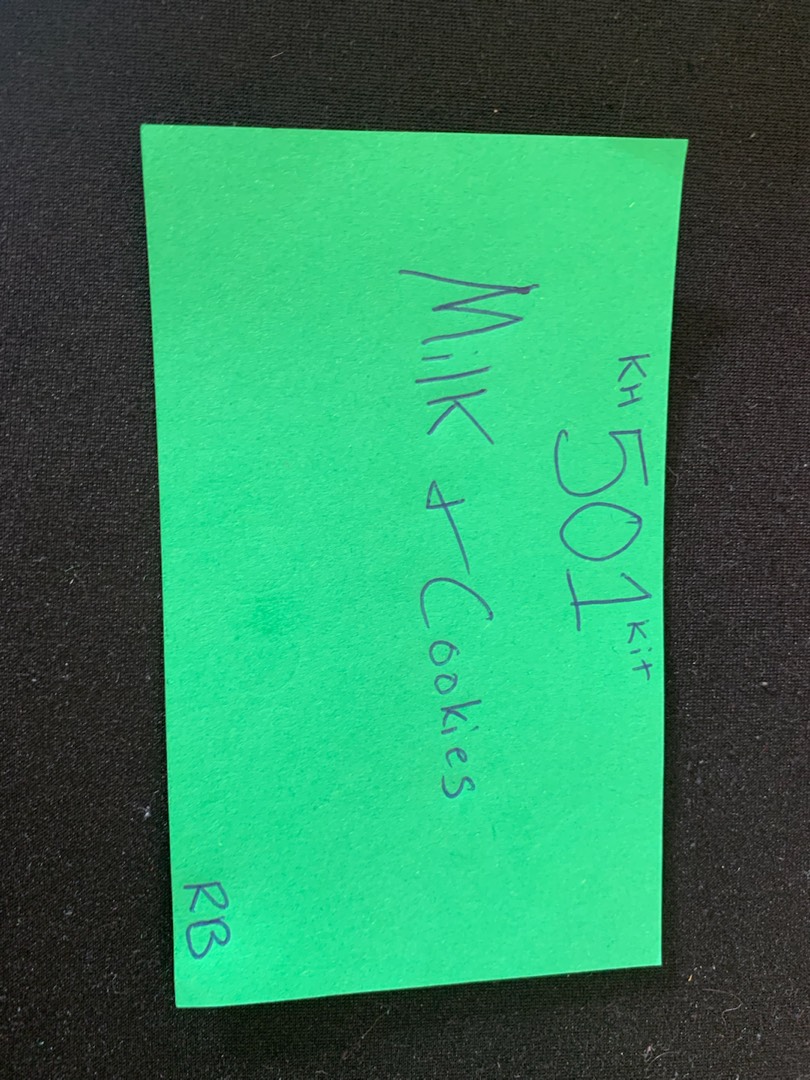 KH 501 Kit
Milk + Cookies
RB